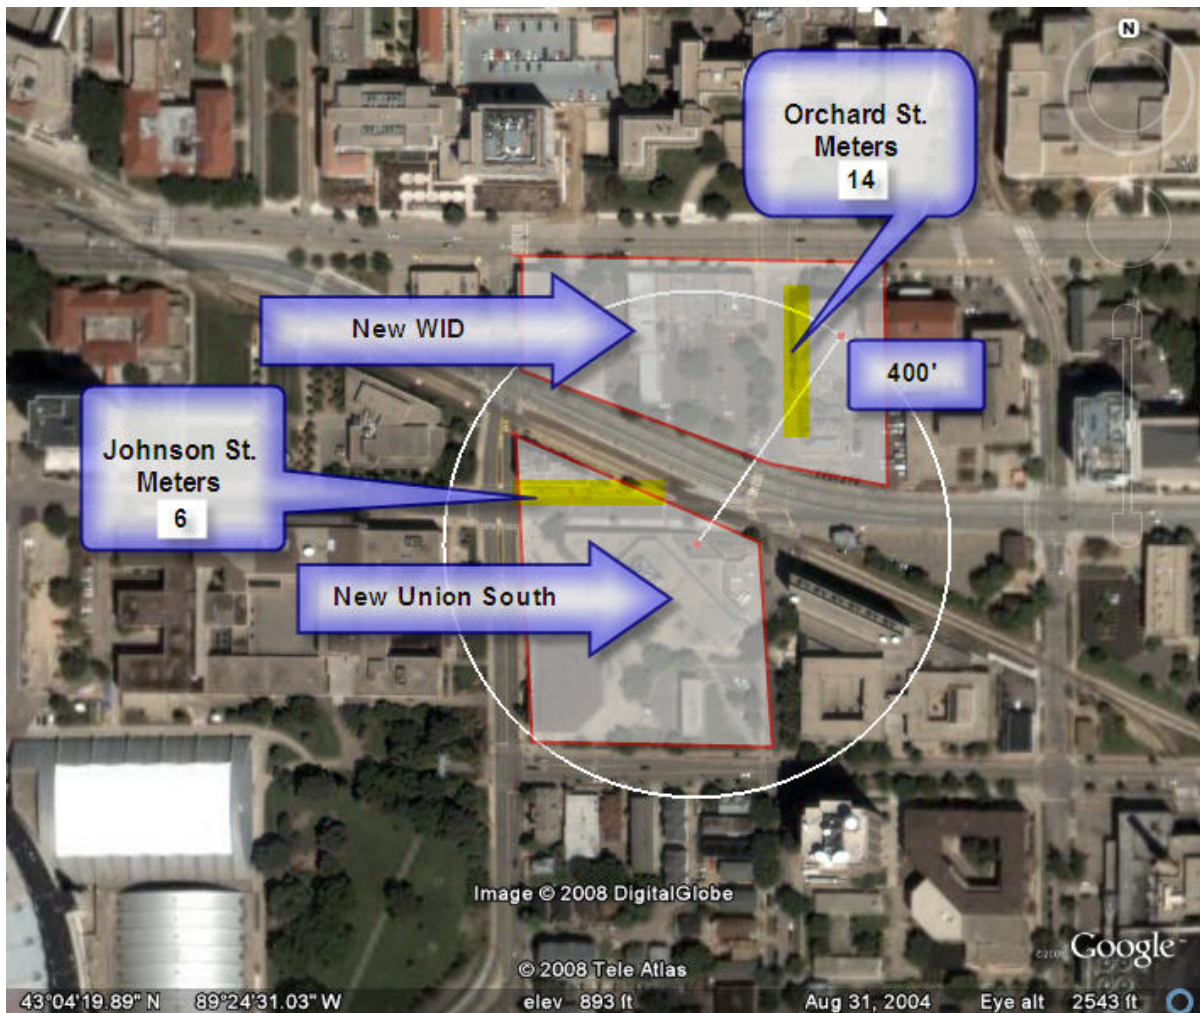 N
Orchard St.
Meters
14
New WID
400'
Johnson St.
Meters
6
New Union South
Image © 2008 DigitalGlobe
© 2008 Tele Atlas
©2008 Google™
43°04'19.89" N 89°24'31.03" W elev 893 ft Aug 31, 2004 Eye alt 2543 ft